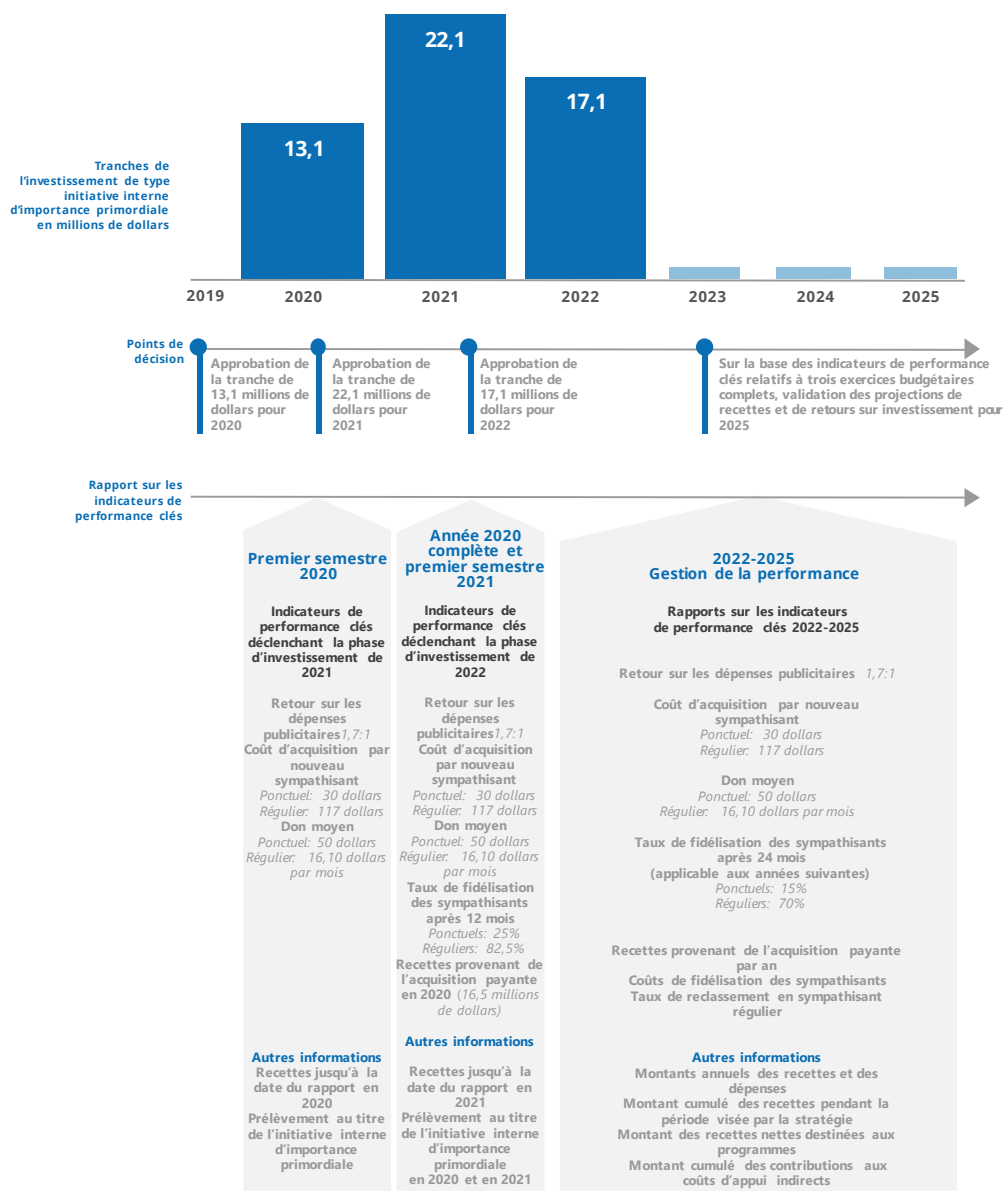 22,1
17,1
13,1
Tranches de
l'investissement de type
initiative interne
d'importance primordiale
en millions de dollars
2019
2020
2021
2022
2023
2024
2025
Points de
décision
Approbation de
la tranche de
13,1 millions de
dollars pour
2020
Approbation de
la tranche de
22,1 millions de
dollars pour
2021
Approbation de
la tranche de
17,1 millions de
dollars pour
2022
Sur la base des indicateurs de performance
clés relatifs à trois exercices budgétaires
complets, validation des projections de
recettes et de retours sur investissement pour
2025
Rapport sur les
indicateurs de
performance clés
Premier semestre
2020
Indicateurs de
performance clés
déclenchant la phase
d'investissement de
2021
Retour sur les
dépenses
publicitaires1,7:1
Coût d'acquisition par
nouveau
sympathisant
Ponctuel: 30 dollars
Régulier: 117 dollars
Don moyen
Ponctuel: 50 dollars
Régulier: 16,10 dollars
par mois
Autres informations
Recettes jusqu'à la
date du rapport en
2020
Prélèvement au titre
de l'initiative interne
d'importance
primordiale
Année 2020
complète et
premier semestre
2021
Indicateurs de
performance clés
déclenchant la phase
d'investissement de
2022
Retour sur les
dépenses
publicitaires1,7:1
Coût d'acquisition
par nouveau
sympathisant
Ponctuel: 30 dollars
Régulier: 117 dollars
Don moyen
Ponctuel: 50 dollars
Régulier: 16,10 dollars
par mois
Taux de fidélisation
des sympathisants
après 12 mois
Ponctuels: 25%
Réguliers: 82,5%
Recettes provenant de
l'acquisition payante
en 2020 (16,5 millions
de dollars)
Autres informations
Recettes jusqu'à la
date du rapport en
2021
Prélèvement au titre
de l'initiative interne
d'importance
primordiale
en 2020 et en 2021
2022-2025
Gestion de la performance
Rapports sur les indicateurs
de performance clés 2022-2025
Retour sur les dépenses publicitaires 1,7:1
Coût d'acquisition par nouveau
sympathisant
Ponctuel: 30 dollars
Régulier: 117 dollars
Don moyen
Ponctuel: 50 dollars
Régulier: 16,10 dollars par mois
Taux de fidélisation des sympathisants
après 24 mois
(applicable aux années suivantes)
Ponctuels: 15%
Réguliers: 70%
Recettes provenant de l'acquisition payante
par an
Coûts de fidélisation des sympathisants
Taux de reclassement en sympathisant
régulier
Autres informations
Montants annuels des recettes et des
dépenses
Montant cumulé des recettes pendant la
période visée par la stratégie
Montant des recettes nettes destinées aux
programmes
Montant cumulé des contributions aux
coûts d'appui indirects